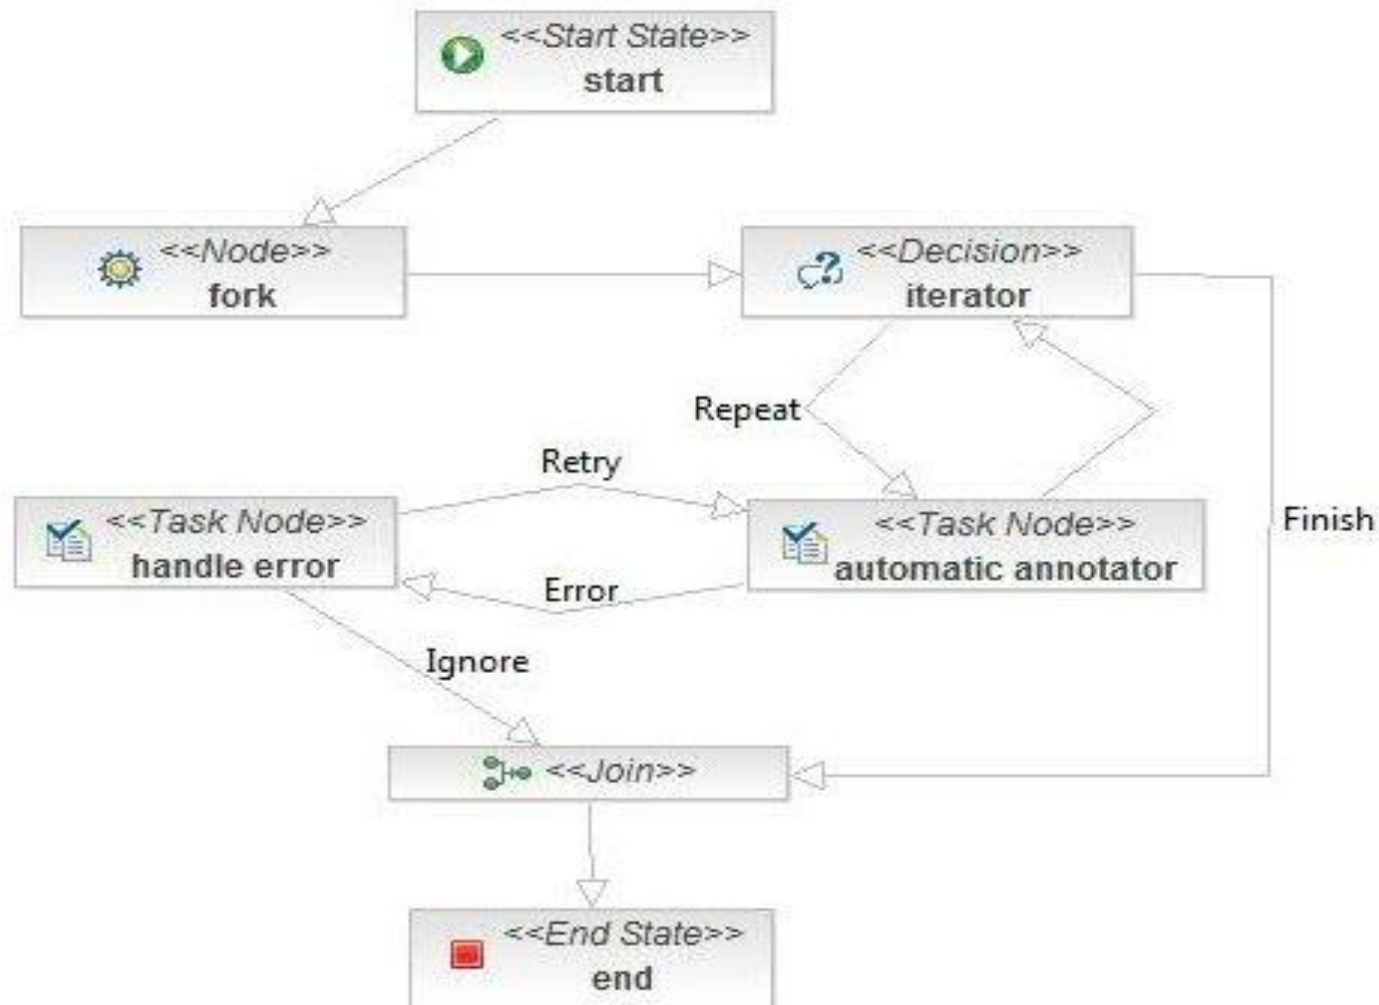 <<Start State>>
start
<<Node>>
fork
<<Decision>>
iterator
Repeat
Retry
<<Task Node>>
handle error
<<Task Node>>
automatic annotator
Finish
Error
Ignore
<<Join>>
<<End State>>
end